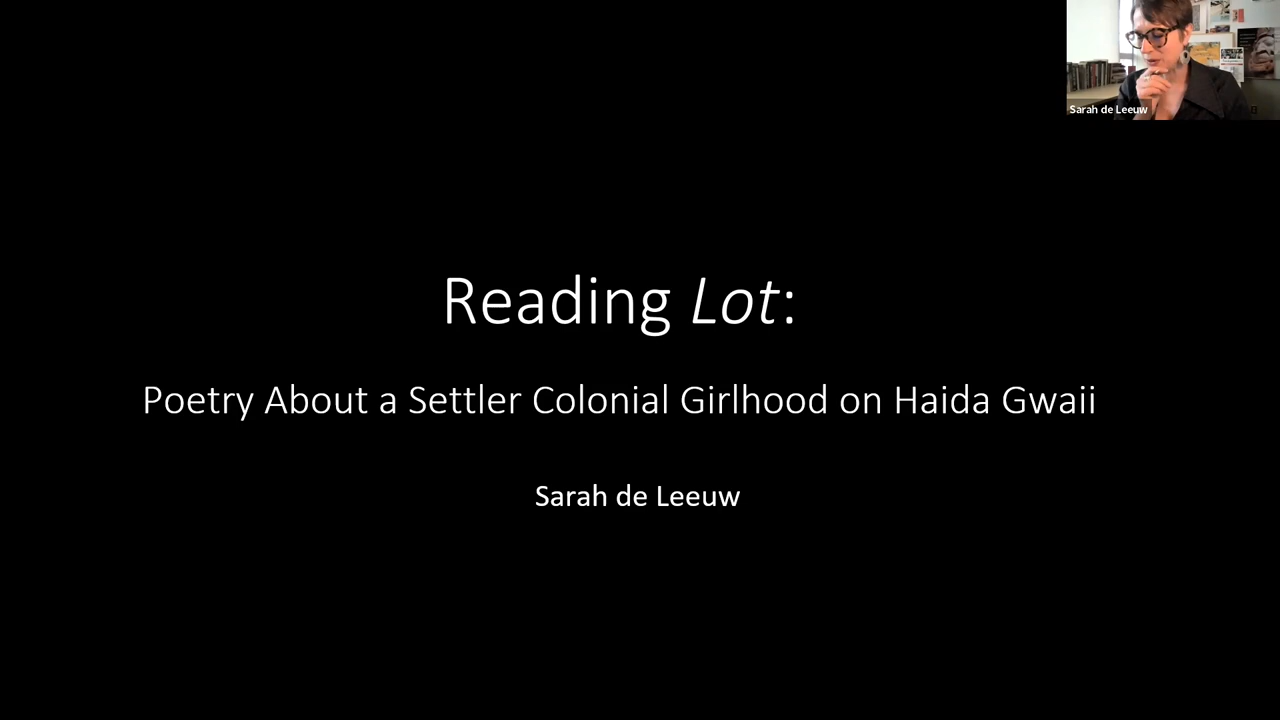 Sarah de Leeuw
Reading Lot:
Poetry About a Settler Colonial Girlhood on Haida Gwaii
Sarah de Leeuw